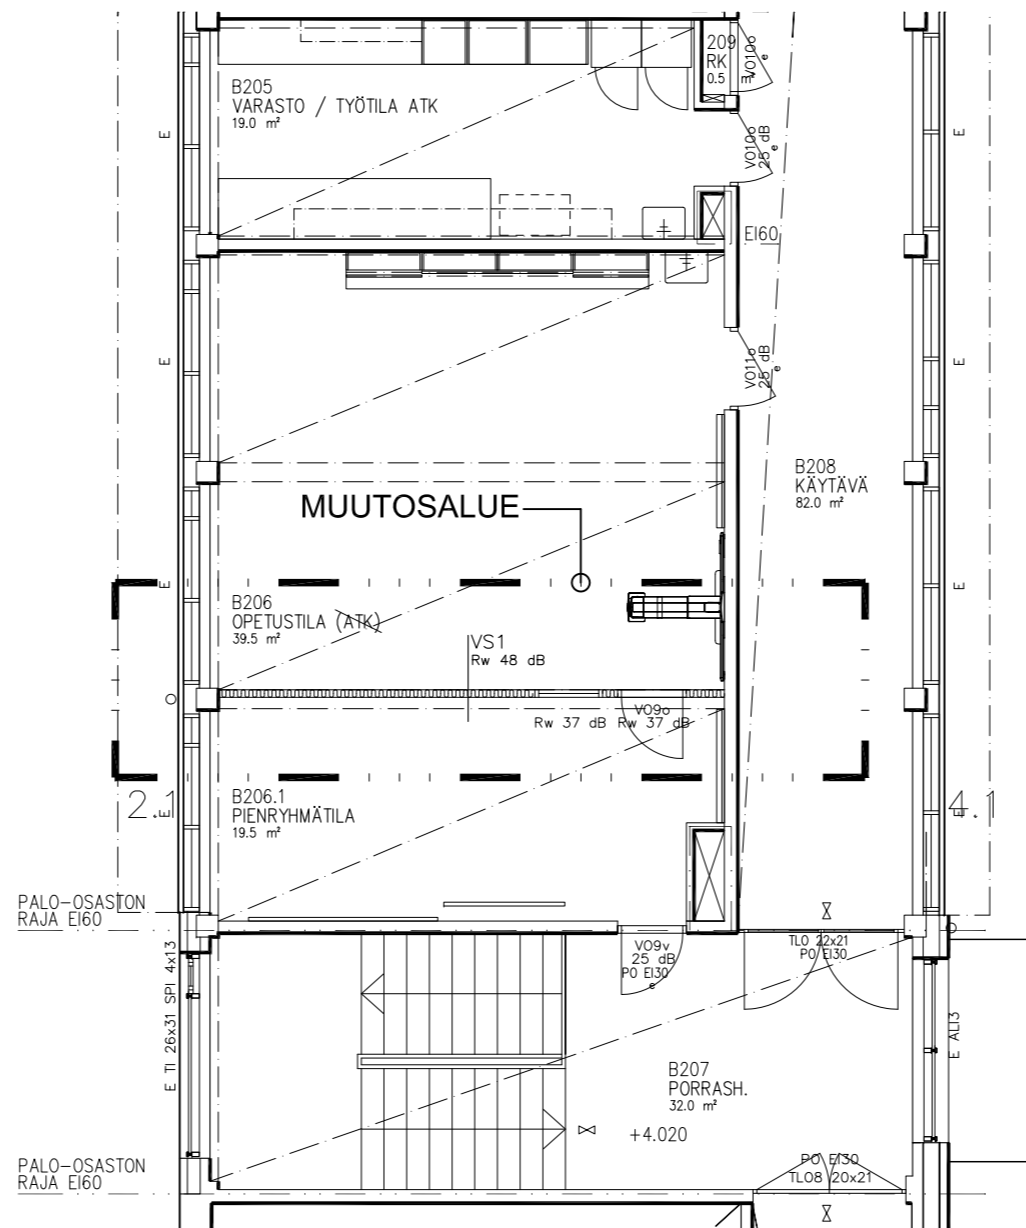 209
RK
0.5 m²
VO10o
e
B205
VARASTO / TYÖTILA ATK
19.0 m²
E
E
VO10o
25 dB
e
EI60
VO11o
25 dB
e
E
E
B208
KÄYTÄVÄ
82.0 m²
MUUTOSALUE
E
E
B206
OPETUSTILA (ATK)
39.5 m²
VS1
Rw 48 dB
O
VO9o
Rw 37 dB Rw 37 dB
2.1
E
B206.1
PIENRYHMÄTILA
19.5 m²
4.1
E
PALO-OSASTON
RAJA EI60
O
VO9v
25 dB
PO EI30
e
TLO 22x21
PO EI30
E TI 26x31 SPI 4x13
E ALI3
B207
PORRASH.
32.0 m²
+4.020
PALO-OSASTON
RAJA EI60
PO EI30
TLO8 20x21